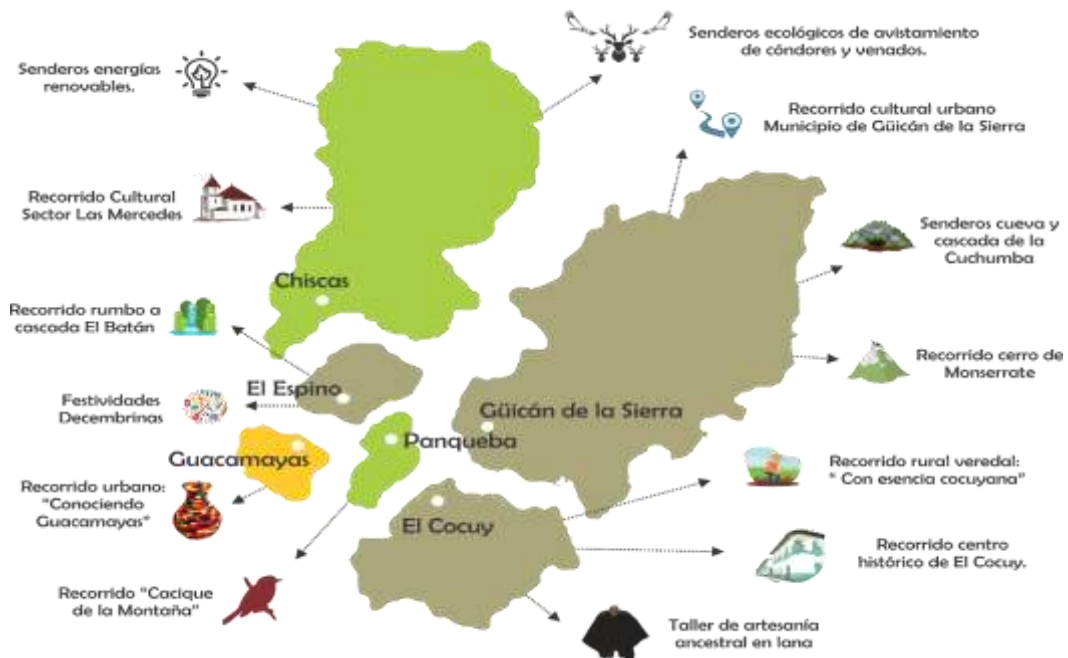 Senderos energías
renovables.
Senderos ecológicos de avistamiento
de cóndores y venados.
Recorrido cultural urbano
Municipio de Güicán de la Sierra
Recorrido Cultural
Sector Las Mercedes
Senderos cueva y
cascada de la
Cuchumba
Chiscas
Recorrido rumbo a
cascada El Batán
Recorrido cerro de
Monserrate
El Espino
Festividades
Decembrinas
Güicán de la Sierra
Panqueba
Guacamayas
Recorrido urbano:
"Conociendo
Guacamayas"
Recorrido rural veredal:
" Con esencia cocuyana"
El Cocuy
Recorrido centro
histórico de El Cocuy.
Recorrido "Cacique
de la Montaña"
Taller de artesanía
ancestral en lana